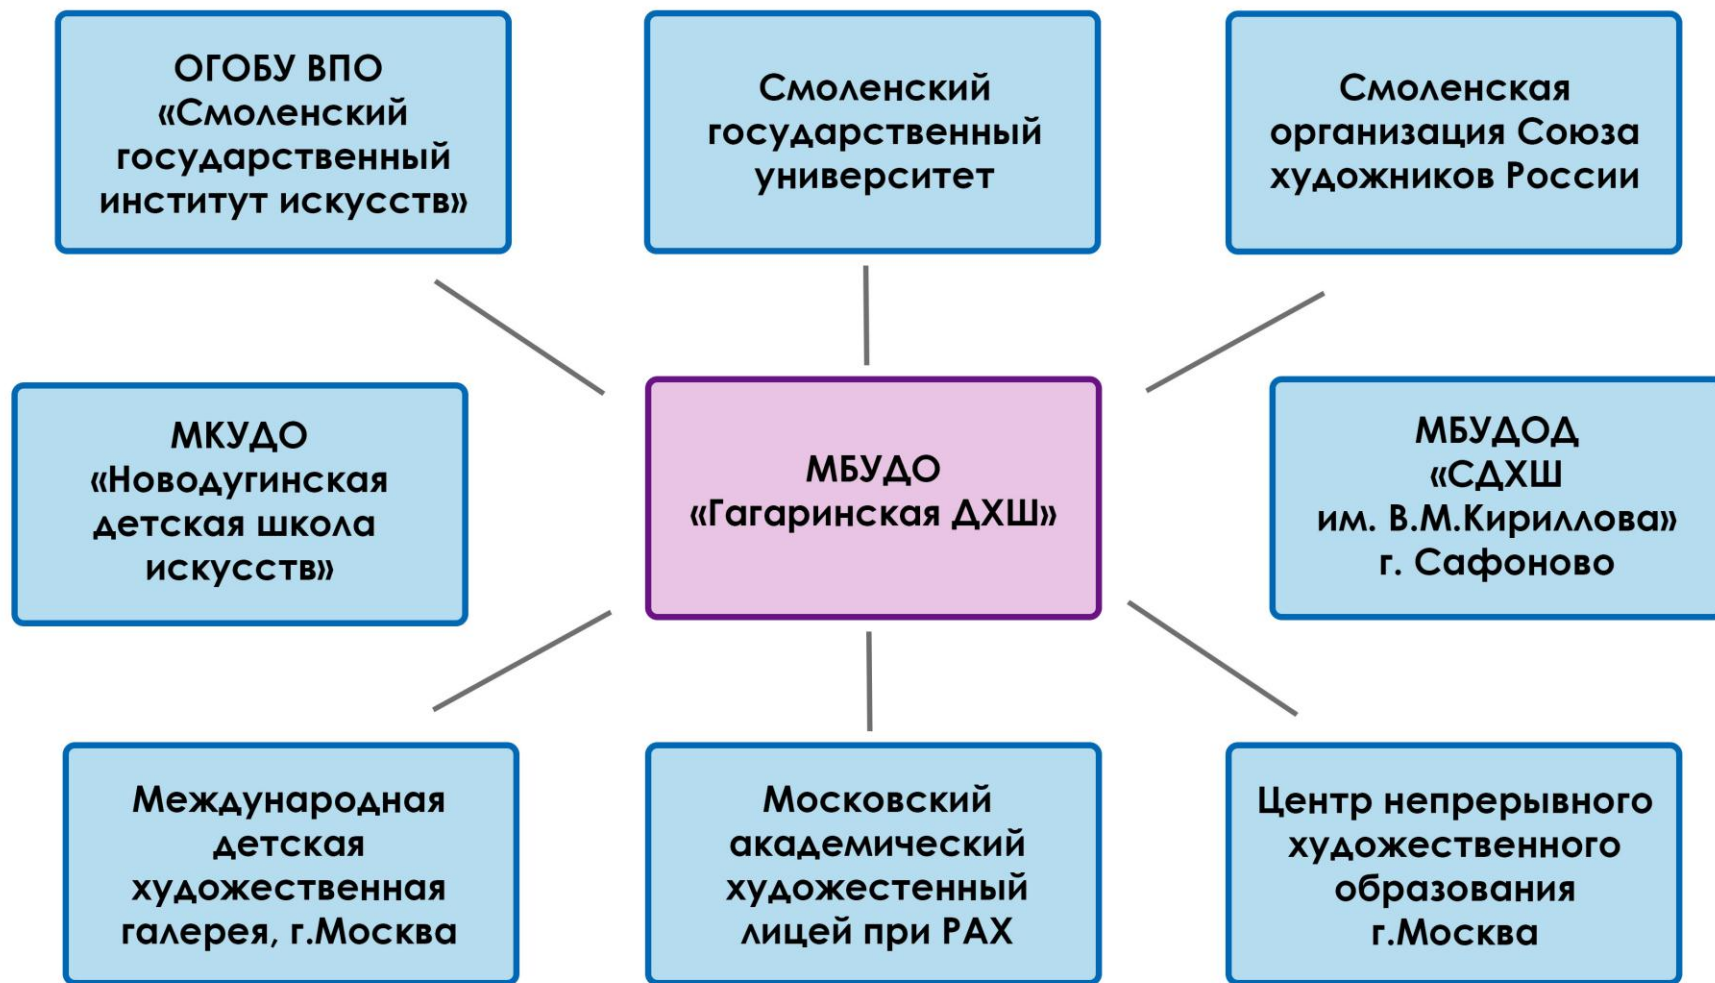 ОГОБУ ВПО
«Смоленский
государственный
институт искусств»
Смоленский
государственный
университет
Смоленская
организация Союза
художников России
МКУДО
«Новодугинская
детская школа
искусств»
МБУДО
«Гагаринская ДХШ»
МБУДОД
«СДХШ
им. В.М.Кириллова»
г. Сафоново
Международная
детская
художественная
галерея, г.Москва
Московский
академический
художестенный
лицей при РАХ
Центр непрерывного
художественного
образования
г.Москва